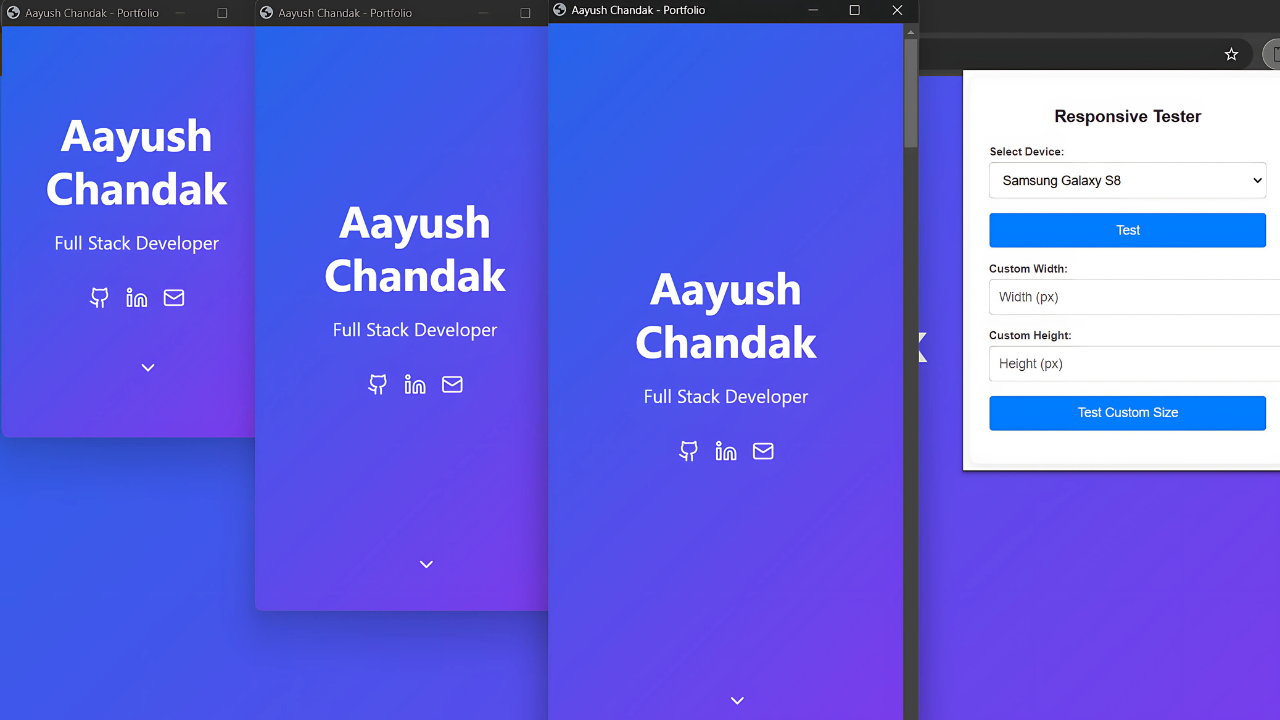 Aayush Chandak - Portfolio
Aayush
Chandak
Full Stack Developer
Aayush Chandak - Portfolio
Aayush
Chandak
Full Stack Developer
Aayush Chandak - Portfolio
Aayush
Chandak
Full Stack Developer
Responsive Tester
Select Device:
Samsung Galaxy S8
Test
Custom Width:
Width (px)
Custom Height:
Height (px)
Test Custom Size